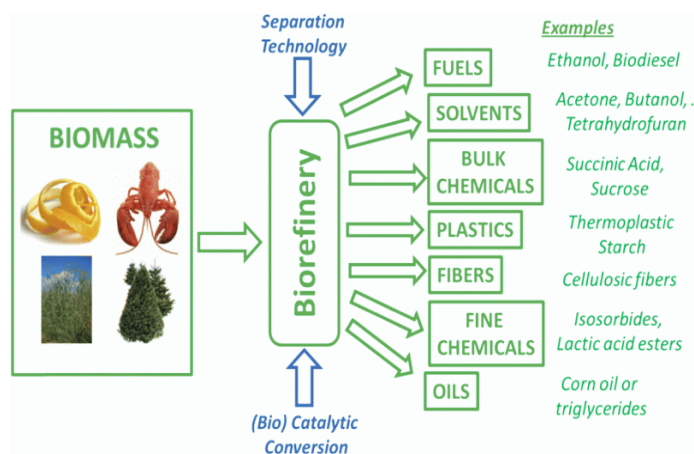 Separation
Technology
Examples
BIOMASS
Biorefinery
FUELS
Ethanol, Biodiesel
SOLVENTS
Acetone, Butanol, .
Tetrahydrofuran
BULK
CHEMICALS
Succinic Acid,
Sucrose
PLASTICS
Thermoplastic
Starch
FIBERS
Cellulosic fibers
FINE
CHEMICALS
Isosorbides,
Lactic acid esters
OILS
Corn oil or
triglycerides
(Bio) Catalytic
Conversion